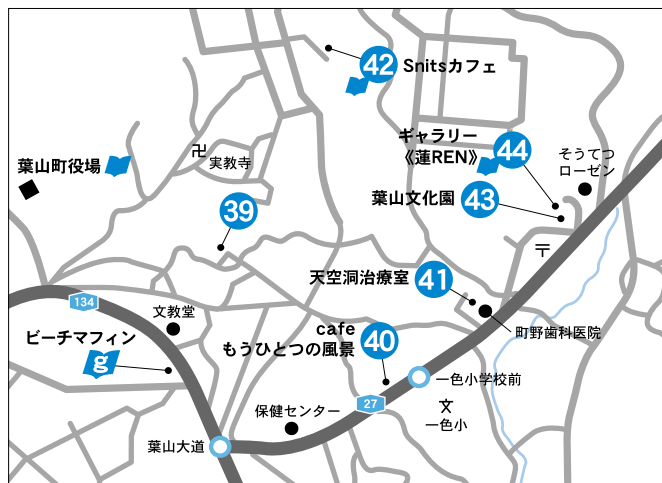 42 Snitsカフェ
ギャラリー
《蓮REN》
44
そうてつ
ローゼン
葉山町役場
卍
実教寺
葉山文化園 43
39
〒
天空洞治療室 41
134
文教堂
町野歯科医院
cafe
もうひとつの風景
40
ビーチマフィン
g
一色小学校前
27
文
一色小
保健センター
葉山大道